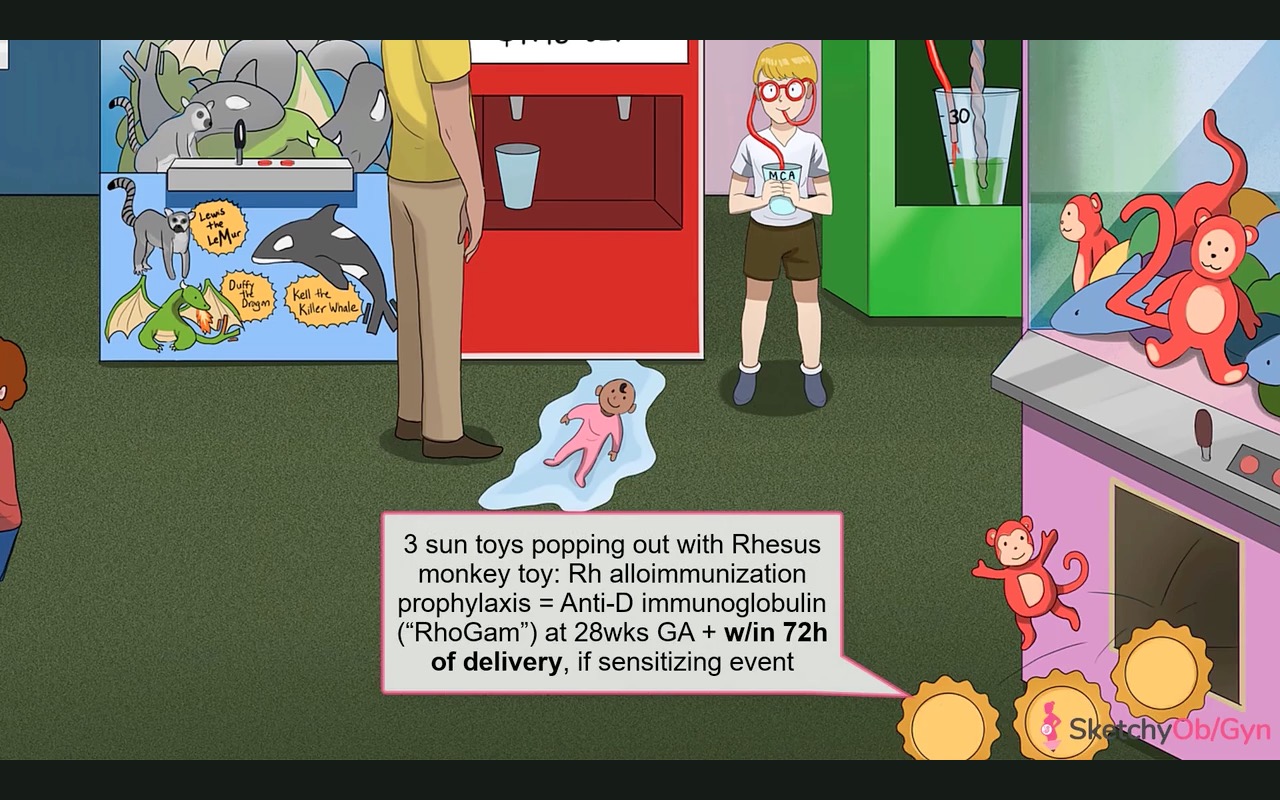 30
MCA
Lewis
the
LeMur
Duffy
the
Dragon
Kell the
Killer Whale
3 sun toys popping out with Rhesus
monkey toy: Rh alloimmunization
prophylaxis = Anti-D immunoglobulin
(“RhoGam”) at 28wks GA + w/in 72h
of delivery, if sensitizing event
SketchyOb/Gyn